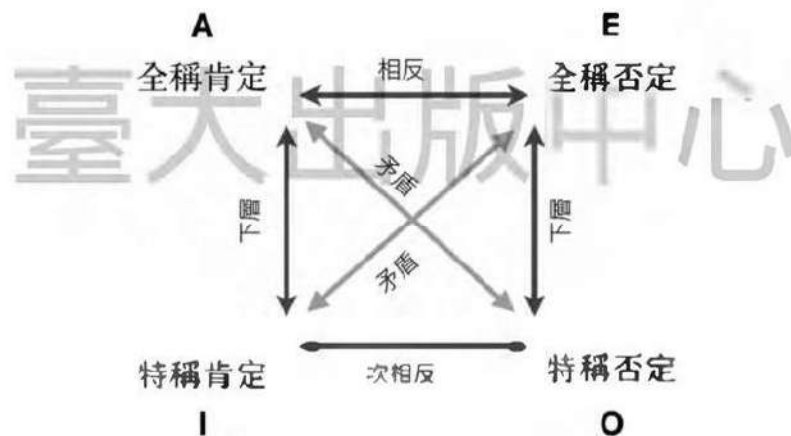 A E
全稱肯定 相反 全稱否定
臺大出版中心
矛盾
下層 下層
矛盾
特稱肯定 次相反 特稱否定
I O